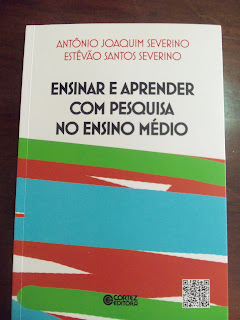 ANTÔNIO JOAQUIM SEVERINO
ESTÊVÃO SANTOS SEVERINO
ENSINAR E APRENDER
COM PESQUISA
NO ENSINO MÉDIO
CORTEZ
EDITORA